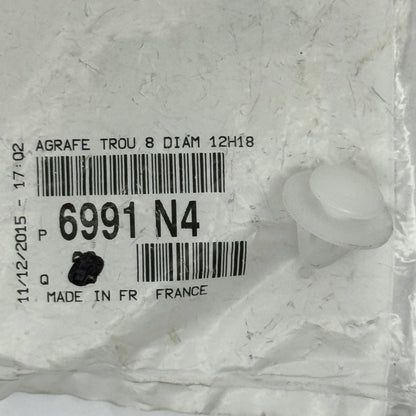 AGRAFE TROU 8 DIAM 12H18
P 6991 N4
Q
MADE IN FR FRANCE
11/12/2015 - 17:02